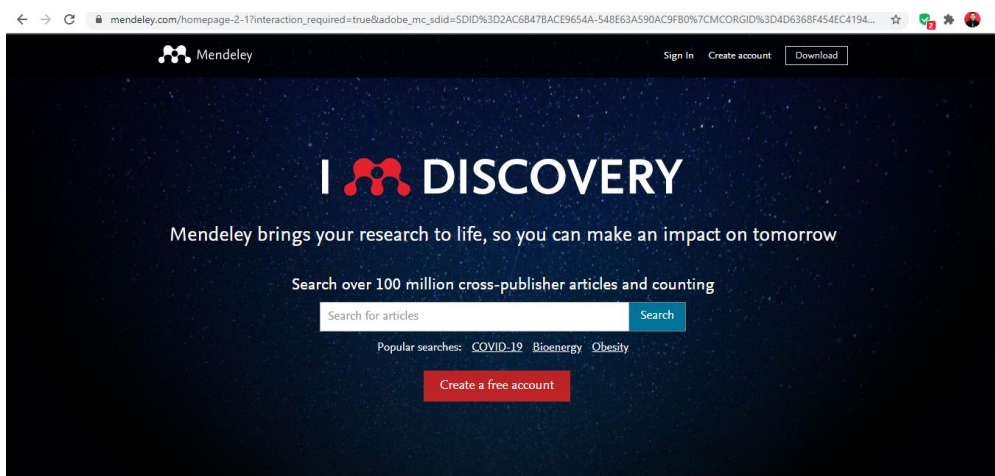 mendeley.com/homepage-2-1?interaction_required=true&adobe_mc_sdid=SDID%3D2AC6B47BACE9654A-548E63A590AC9FB0%7CMCORGID%3D4D6368F454EC4194...
2
Mendeley
Sign In Create account Download
I DISCOVERY
Mendeley brings your research to life, so you can make an impact on tomorrow
Search over 100 million cross-publisher articles and counting
Search for articles Search
Popular searches: COVID-19 Bioenergy Obesity
Create a free account